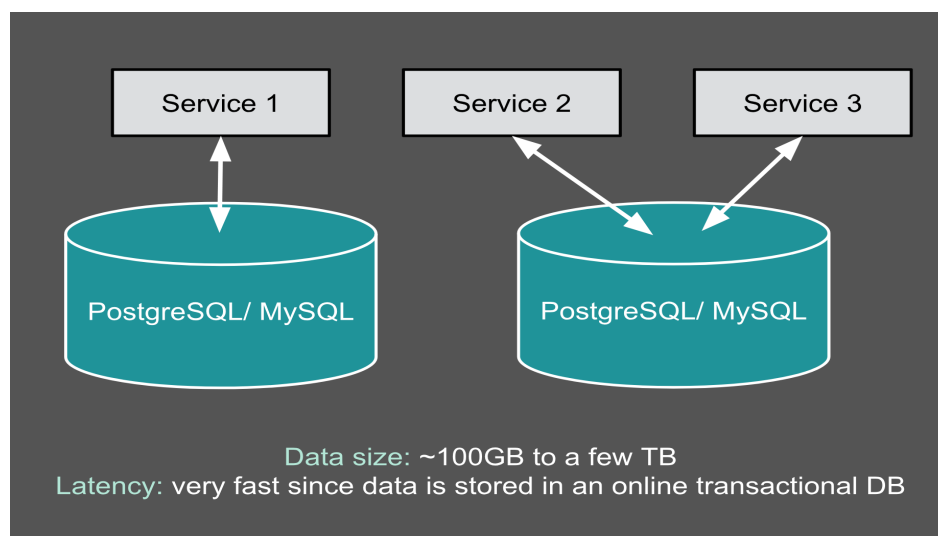 Service 1
Service 2
Service 3
PostgreSQL/ MySQL
PostgreSQL/ MySQL
Data size: ~100GB to a few TB
Latency: very fast since data is stored in an online transactional DB